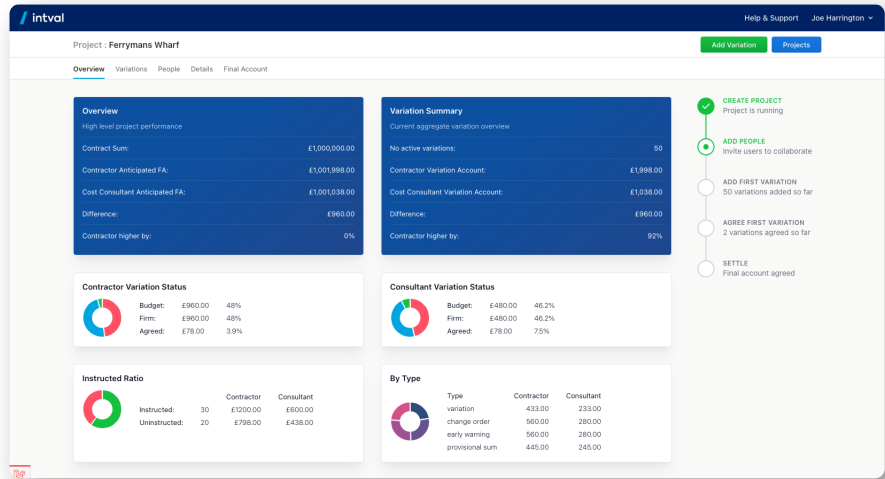 intval
Help & Support Joe Harrington
Project : Ferrymans Wharf
Add Variation Projects
Overview Variations People Details Final Account
Overview
High level project performance
Contract Sum: £1,000,000.00
Contractor Anticipated FA: £1,001,998.00
Cost Consultant Anticipated FA: £1,001,038.00
Difference: £960.00
Contractor higher by: 0%
Variation Summary
Current aggregate variation overview
No active variations: 50
Contractor Variation Account: £1,998.00
Cost Consultant Variation Account: £1,038.00
Difference: £960.00
Contractor higher by: 92%
CREATE PROJECT
Project is running
ADD PEOPLE
Invite users to collaborate
ADD FIRST VARIATION
50 variations added so far
AGREE FIRST VARIATION
2 variations agreed so far
SETTLE
Final account agreed
Contractor Variation Status
Budget: £960.00 48%
Firm: £960.00 48%
Agreed: £78.00 3.9%
Consultant Variation Status
Budget: £480.00 46.2%
Firm: £480.00 46.2%
Agreed: £78.00 7.5%
Instructed Ratio
Contractor Consultant
Instructed: 30 £1200.00 £600.00
Uninstructed: 20 £798.00 £438.00
By Type
Type Contractor Consultant
variation 433.00 233.00
change order 560.00 280.00
early warning 560.00 280.00
provisional sum 445.00 245.00